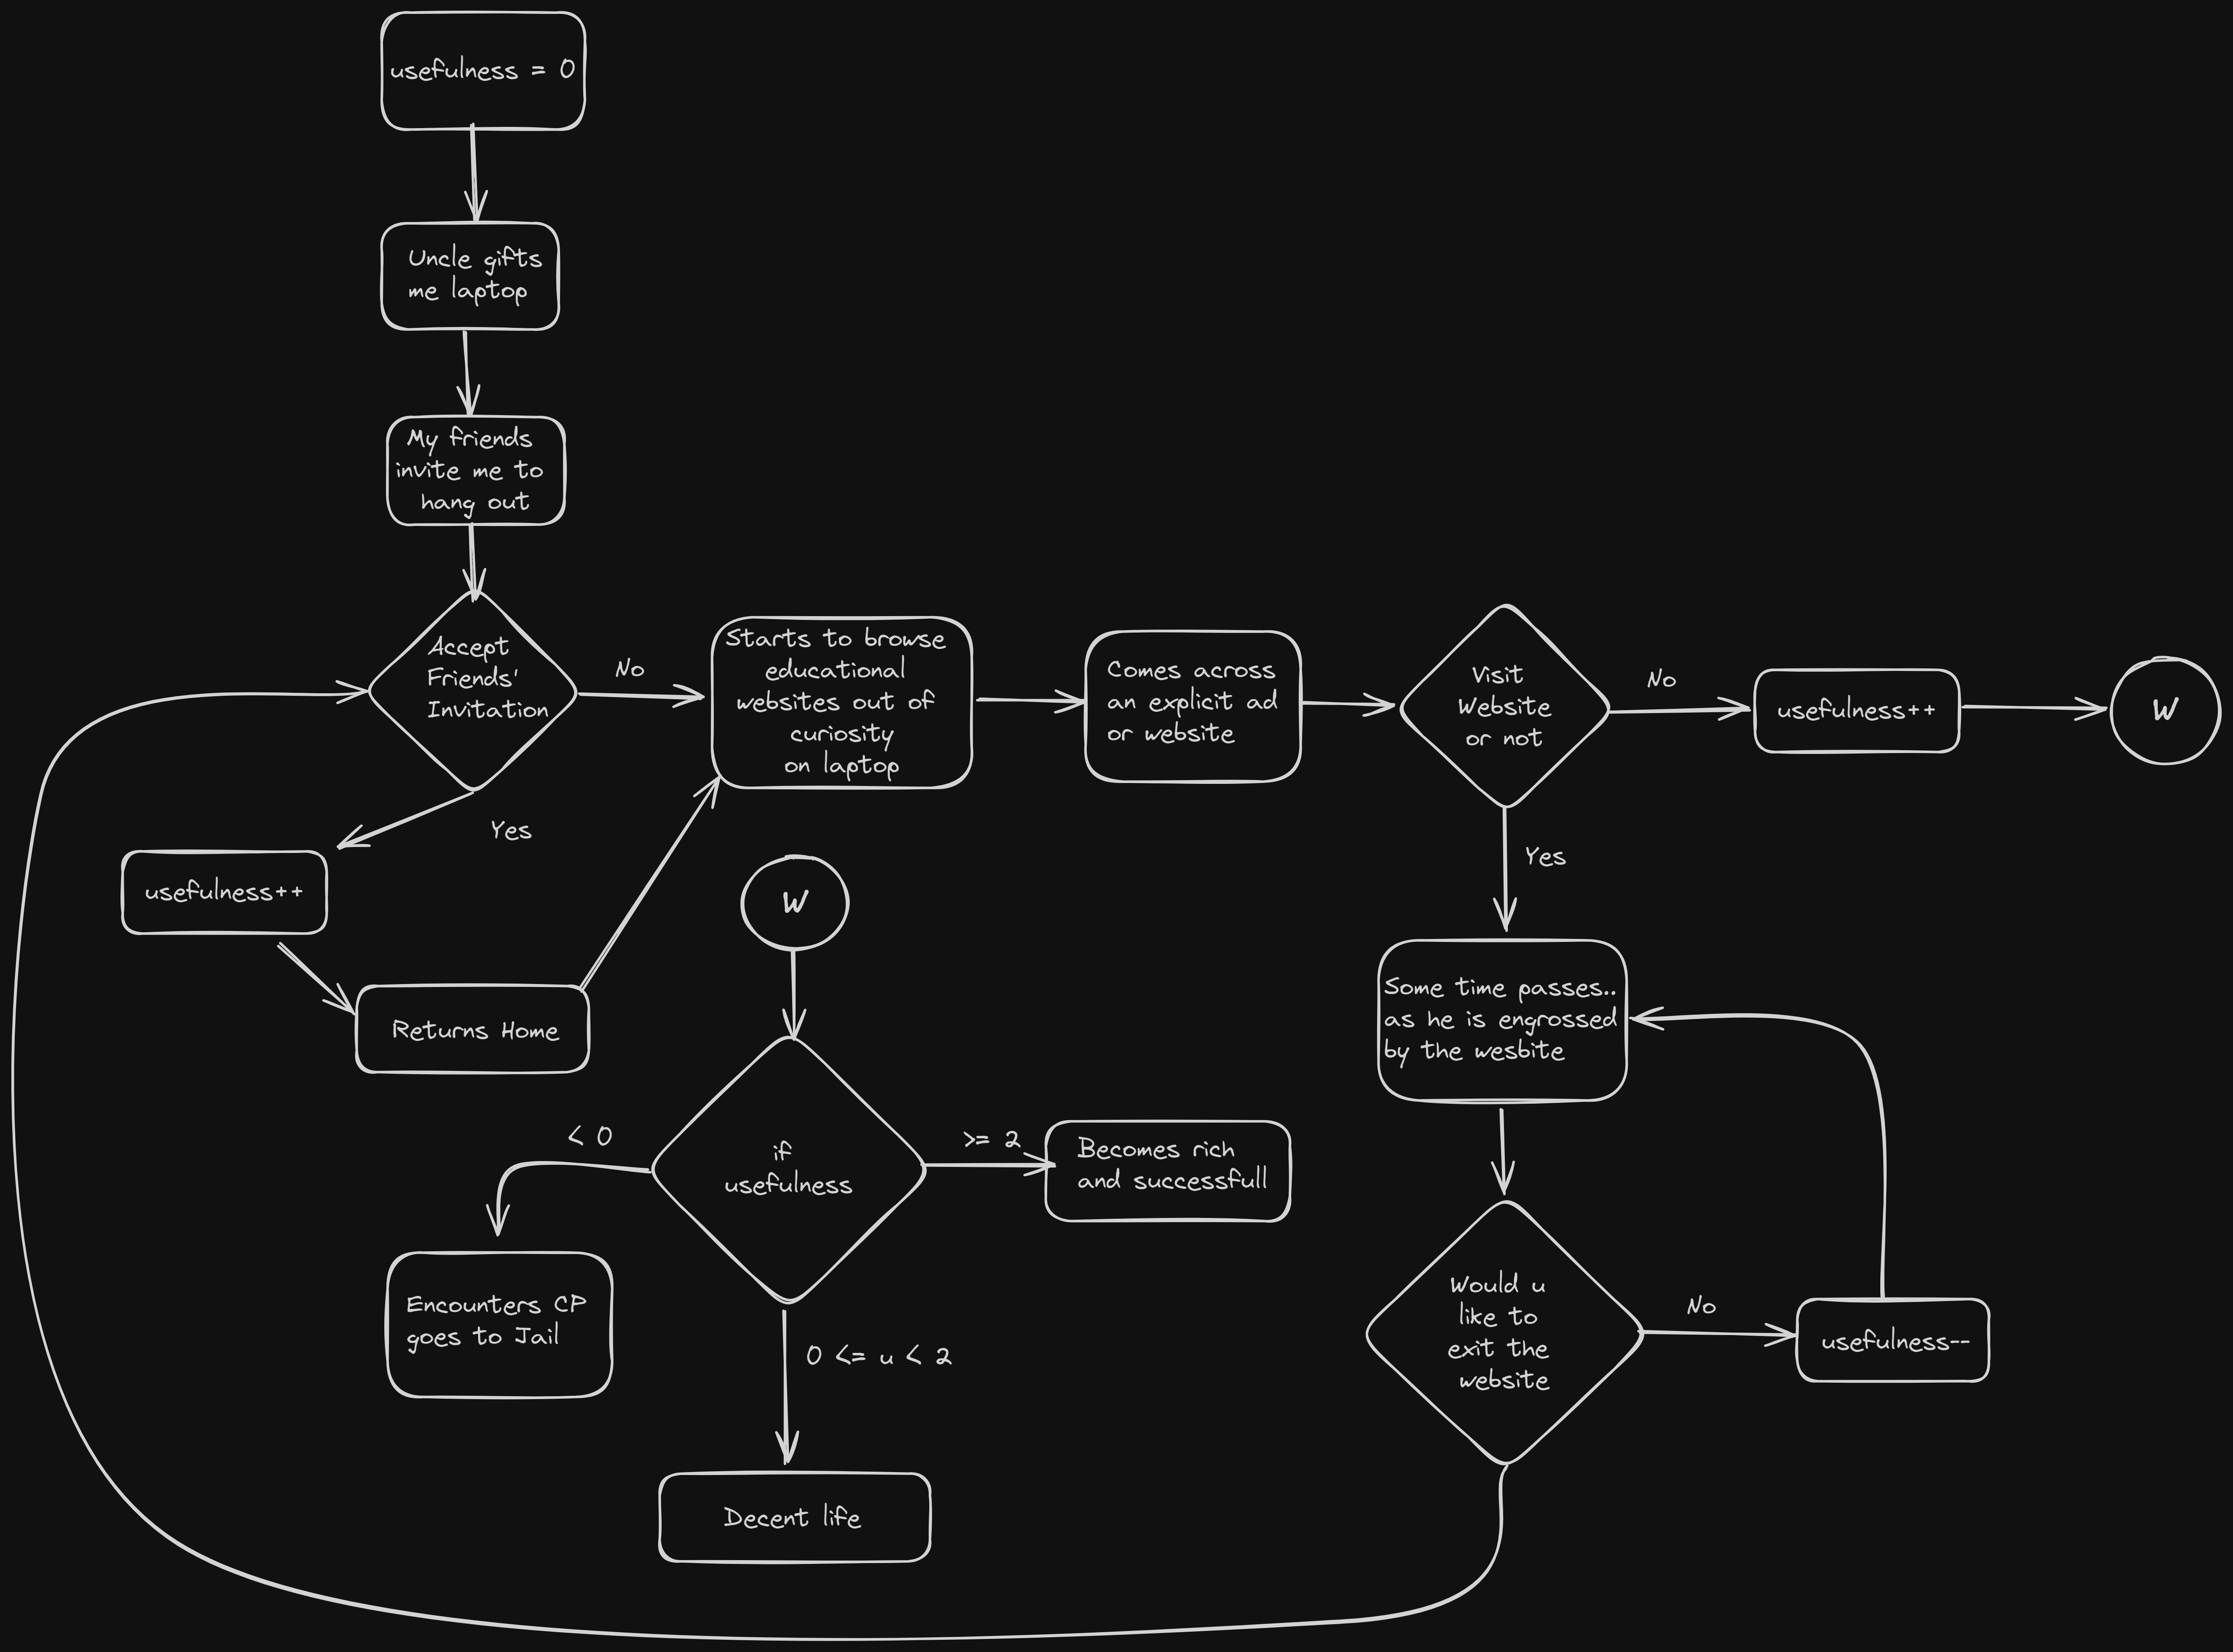 usefulness = 0
Uncle gifts
me laptop
My friends
invite me to
hang out
Accept
Friends'
Invitation
No
Yes
usefulness++
Returns Home
Starts to browse
educational
websites out of
curiosity
on laptop
Comes across
an explicit ad
or website
Visit
Website
or not
No
usefulness++
W
Yes
Some time passes..
as he is engrossed
by the wesbite
Would u
like to
exit the
website
No
usefulness--
W
if
usefulness
< 0
Encounters CP
goes to Jail
>= 2
Becomes rich
and successfull
0 <= u < 2
Decent life